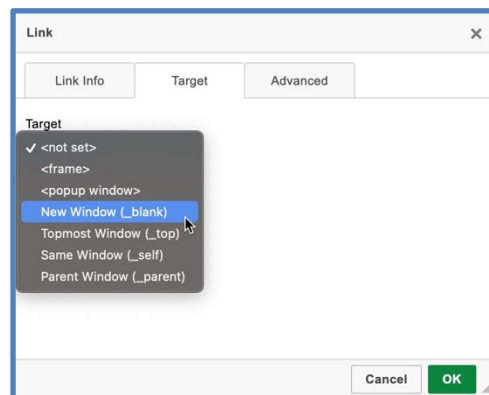 Link
Link Info Target Advanced
Target
✓ <not set>
<frame>
<popup window>
New Window (_blank)
Topmost Window (_top)
Same Window (_self)
Parent Window (_parent)
Cancel OK